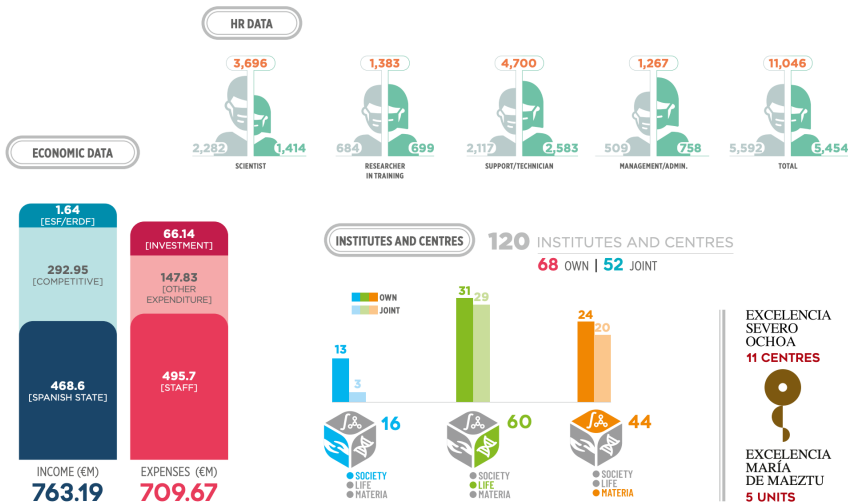 HR DATA
3,696
1,383
4,700
1,267
11,046
2,282
1,414
684
699
2,117
2,583
509
758
5,592
5,454
SCIENTIST
RESEARCHER
IN TRAINING
SUPPORT/TECHNICIAN
MANAGEMENT/ADMIN.
TOTAL
ECONOMIC DATA
1.64
[ESF/ERDF]
292.95
[COMPETITIVE]
468.6
[SPANISH STATE]
INCOME (€M)
763.19
66.14
[INVESTMENT]
147.83
[OTHER
EXPENDITURE]
495.7
[STAFF]
EXPENSES (€M)
709.67
INSTITUTES AND CENTRES
120 INSTITUTES AND CENTRES
68 OWN | 52 JOINT
OWN
JOINT
13
3
16
SOCIETY
LIFE
MATERIA
31
29
60
SOCIETY
LIFE
MATERIA
24
20
44
SOCIETY
LIFE
MATERIA
EXCELENCIA
SEVERO
OCHOA
11 CENTRES
EXCELENCIA
MARÍA
DE MAEZTU
5 UNITS